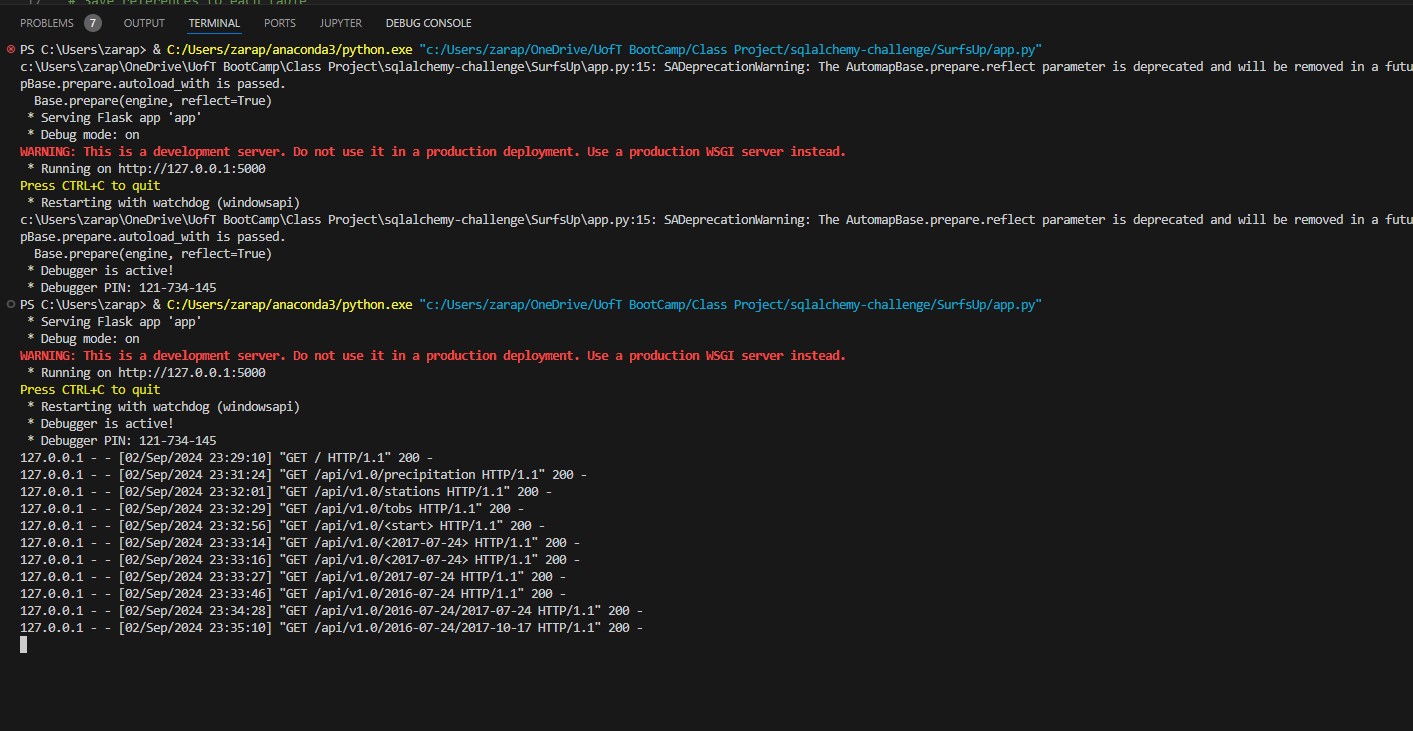 17 # Save references to each table
PROBLEMS 7 OUTPUT TERMINAL PORTS JUPYTER DEBUG CONSOLE
PS C:\Users\zarap> & C:/Users/zarap/anaconda3/python.exe "c:/Users/zarap/OneDrive/UofT BootCamp/Class Project/sqlalchemy-challenge/SurfsUp/app.py"
c:\Users\zarap\OneDrive\UofT BootCamp\Class Project\sqlalchemy-challenge\SurfsUp\app.py:15: SADeprecationWarning: The AutomapBase.prepare.reflect parameter is deprecated and will be removed in a futu
pBase.prepare.autoload_with is passed.
  Base.prepare(engine, reflect=True)
 * Serving Flask app 'app'
 * Debug mode: on
WARNING: This is a development server. Do not use it in a production deployment. Use a production WSGI server instead.
 * Running on http://127.0.0.1:5000
Press CTRL+C to quit
 * Restarting with watchdog (windowsapi)
c:\Users\zarap\OneDrive\UofT BootCamp\Class Project\sqlalchemy-challenge\SurfsUp\app.py:15: SADeprecationWarning: The AutomapBase.prepare.reflect parameter is deprecated and will be removed in a futu
pBase.prepare.autoload_with is passed.
  Base.prepare(engine, reflect=True)
 * Debugger is active!
 * Debugger PIN: 121-734-145
PS C:\Users\zarap> & C:/Users/zarap/anaconda3/python.exe "c:/Users/zarap/OneDrive/UofT BootCamp/Class Project/sqlalchemy-challenge/SurfsUp/app.py"
 * Serving Flask app 'app'
 * Debug mode: on
WARNING: This is a development server. Do not use it in a production deployment. Use a production WSGI server instead.
 * Running on http://127.0.0.1:5000
Press CTRL+C to quit
 * Restarting with watchdog (windowsapi)
 * Debugger is active!
 * Debugger PIN: 121-734-145
127.0.0.1 - - [02/Sep/2024 23:29:10] "GET / HTTP/1.1" 200 -
127.0.0.1 - - [02/Sep/2024 23:31:24] "GET /api/v1.0/precipitation HTTP/1.1" 200 -
127.0.0.1 - - [02/Sep/2024 23:32:01] "GET /api/v1.0/stations HTTP/1.1" 200 -
127.0.0.1 - - [02/Sep/2024 23:32:29] "GET /api/v1.0/tobs HTTP/1.1" 200 -
127.0.0.1 - - [02/Sep/2024 23:32:56] "GET /api/v1.0/<start> HTTP/1.1" 200 -
127.0.0.1 - - [02/Sep/2024 23:33:14] "GET /api/v1.0/<2017-07-24> HTTP/1.1" 200 -
127.0.0.1 - - [02/Sep/2024 23:33:16] "GET /api/v1.0/<2017-07-24> HTTP/1.1" 200 -
127.0.0.1 - - [02/Sep/2024 23:33:27] "GET /api/v1.0/2017-07-24 HTTP/1.1" 200 -
127.0.0.1 - - [02/Sep/2024 23:33:46] "GET /api/v1.0/2016-07-24 HTTP/1.1" 200 -
127.0.0.1 - - [02/Sep/2024 23:34:28] "GET /api/v1.0/2016-07-24/2017-07-24 HTTP/1.1" 200 -
127.0.0.1 - - [02/Sep/2024 23:35:10] "GET /api/v1.0/2016-07-24/2017-10-17 HTTP/1.1" 200 -